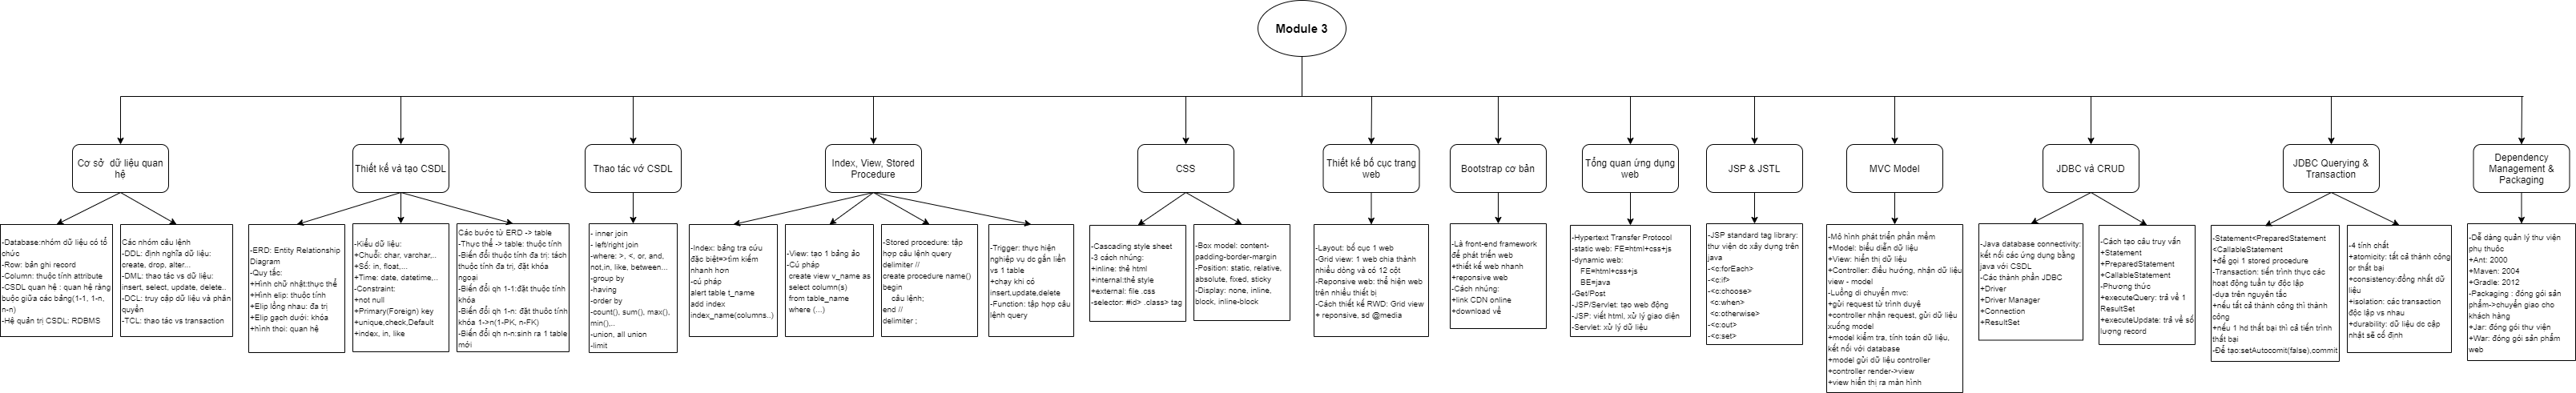 Module 3
Cơ sở  dữ liệu quan
hệ
Thiết kế và tạo CSDL
Thao tác vớ CSDL
Index, View, Stored
Procedure
CSS
Thiết kế bố cục trang
web
Bootstrap cơ bản
Tổng quan ứng dụng
web
JSP & JSTL
MVC Model
JDBC và CRUD
JDBC Querying &
Transaction
Dependency
Management &
Packaging
-Database:nhóm dữ liệu có tổ
chức
-Row: bản ghi record
-Column: thuộc tính attribute
-CSDL quan hệ : quan hệ ràng
buộc giữa các bảng(1-1, 1-n,
n-n)
-Hệ quản trị CSDL: RDBMS
Các nhóm câu lệnh
-DDL: định nghĩa dữ liệu:
create, drop, alter...
-DML: thao tác vs dữ liệu:
insert, select, update, delete..
-DCL: truy cập dữ liệu và phân
quyền
-TCL: thao tác vs transaction
-ERD: Entity Relationship
Diagram
-Quy tắc:
+Hình chữ nhật:thực thể
+Hình elip: thuộc tính
+Elip lồng nhau: đa trị
+Elip gạch dưới: khóa
+hình thoi: quan hệ
-Kiểu dữ liệu:
+Chuỗi: char, varchar,..
+Số: in, float,...
+Time: date, datetime,..
-Constraint:
+not null
+Primary(Foreign) key
+unique,check,Default
+index, in, like
Các bước từ ERD -> table
-Thực thể -> table: thuộc tính
-Biến đổi thuộc tính đa trị: tách
thuộc tính đa trị, đặt khóa
ngoại
-Biến đổi qh 1-1:đặt thuộc tính
khóa
-Biến đổi qh 1-n: đặt thuộc tính
khóa 1->n(1-PK, n-FK)
-Biến đổi qh n-n:sinh ra 1 table
mới
- inner join
- left/right join
-where: >, <, or, and,
not,in, like, between...
-group by
-having
-order by
-count(), sum(), max(),
min(),..
-union, all union
-limit
-Index: bảng tra cứu
đặc biệt=>tìm kiếm
nhanh hơn
-cú pháp
alert table t_name
add index
index_name(columns..)
-View: tạo 1 bảng ảo
-Cú pháp
create view v_name as
select column(s)
from table_name
where (...)
-Stored procedure: tập
hợp câu lệnh query
delimiter //
create procedure name()
begin
câu lệnh;
end //
delimiter ;
-Trigger: thực hiện
nghiệp vụ dc gắn liền
vs 1 table
+chạy khi có
insert,update,delete
-Function: tập hợp câu
lệnh query
-Cascading style sheet
-3 cách nhúng:
+inline: thẻ html
+internal:thẻ style
+external: file .css
-selector: #id> .class> tag
-Box model: content-
padding-border-margin
-Position: static, relative,
absolute, fixed, sticky
-Display: none, inline,
block, inline-block
-Layout: bố cục 1 web
-Grid view: 1 web chia thành
nhiều dòng và có 12 cột
-Reponsive web: thể hiện web
trên nhiều thiết bị
-Cách thiết kế RWD: Grid view
+ reponsive, sd @media
-Là front-end framework
để phát triển web
+thiết kế web nhanh
+reponsive web
-Cách nhúng:
+link CDN online
+download về
-Hypertext Transfer Protocol
-static web: FE=html+css+js
-dynamic web:
FE=html+css+js
BE=java
-Get/Post
-JSP/Servlet: tạo web động
-JSP: viết html, xử lý giao diện
-Servlet: xử lý dữ liệu
-JSP standard tag library:
thư viên dc xây dựng trên
java
-<c:forEach>
-<c:if>
-<c:choose>
<c:when>
<c:otherwise>
-<c:out>
-<c:set>
-Mô hình phát triển phần mềm
+Model: biểu diễn dữ liệu
+View: hiển thị dữ liệu
+Controller: điều hướng, nhận dữ liệu
view - model
-Luồng di chuyển mvc:
+gửi request từ trình duyệ
+controller nhận request, gửi dữ liệu
xuống model
+model kiểm tra, tính toán dữ liệu,
kết nối với database
+model gửi dữ liệu controller
+controller render->view
+view hiển thị ra màn hình
-Java database connectivity:
kết nối các ứng dụng bằng
java với CSDL
-Các thành phần JDBC
+Driver
+Driver Manager
+Connection
+ResultSet
-Cách tạo câu truy vấn
+Statement
+PreparedStatement
+CallableStatement
-Phương thức
+executeQuery: trả về 1
ResultSet
+executeUpdate: trả về số
lượng record
-Statement<PreparedStatement
<CallableStatement
+để gọi 1 stored procedure
-Transaction: tiến trình thực các
hoạt động tuần tự độc lập
-dựa trên nguyên tắc
+nếu tất cả thành công thì thành
công
+nếu 1 hd thất bại thì cả tiến trình
thất bại
-Để tạo:setAutocomit(false),commit
-4 tính chất
+atomicity: tất cả thành công
or thất bại
+consistency:đồng nhất dữ
liệu
+isolation: các transaction
độc lập vs nhau
+durability: dữ liệu dc cập
nhật sẽ cố định
-Dễ dàng quản lý thư viện
phụ thuộc
+Ant: 2000
+Maven: 2004
+Gradle: 2012
-Packaging : đóng gói sản
phẩm->chuyển giao cho
khách hàng
+Jar: đóng gói thư viện
+War: đóng gói sản phẩm
web